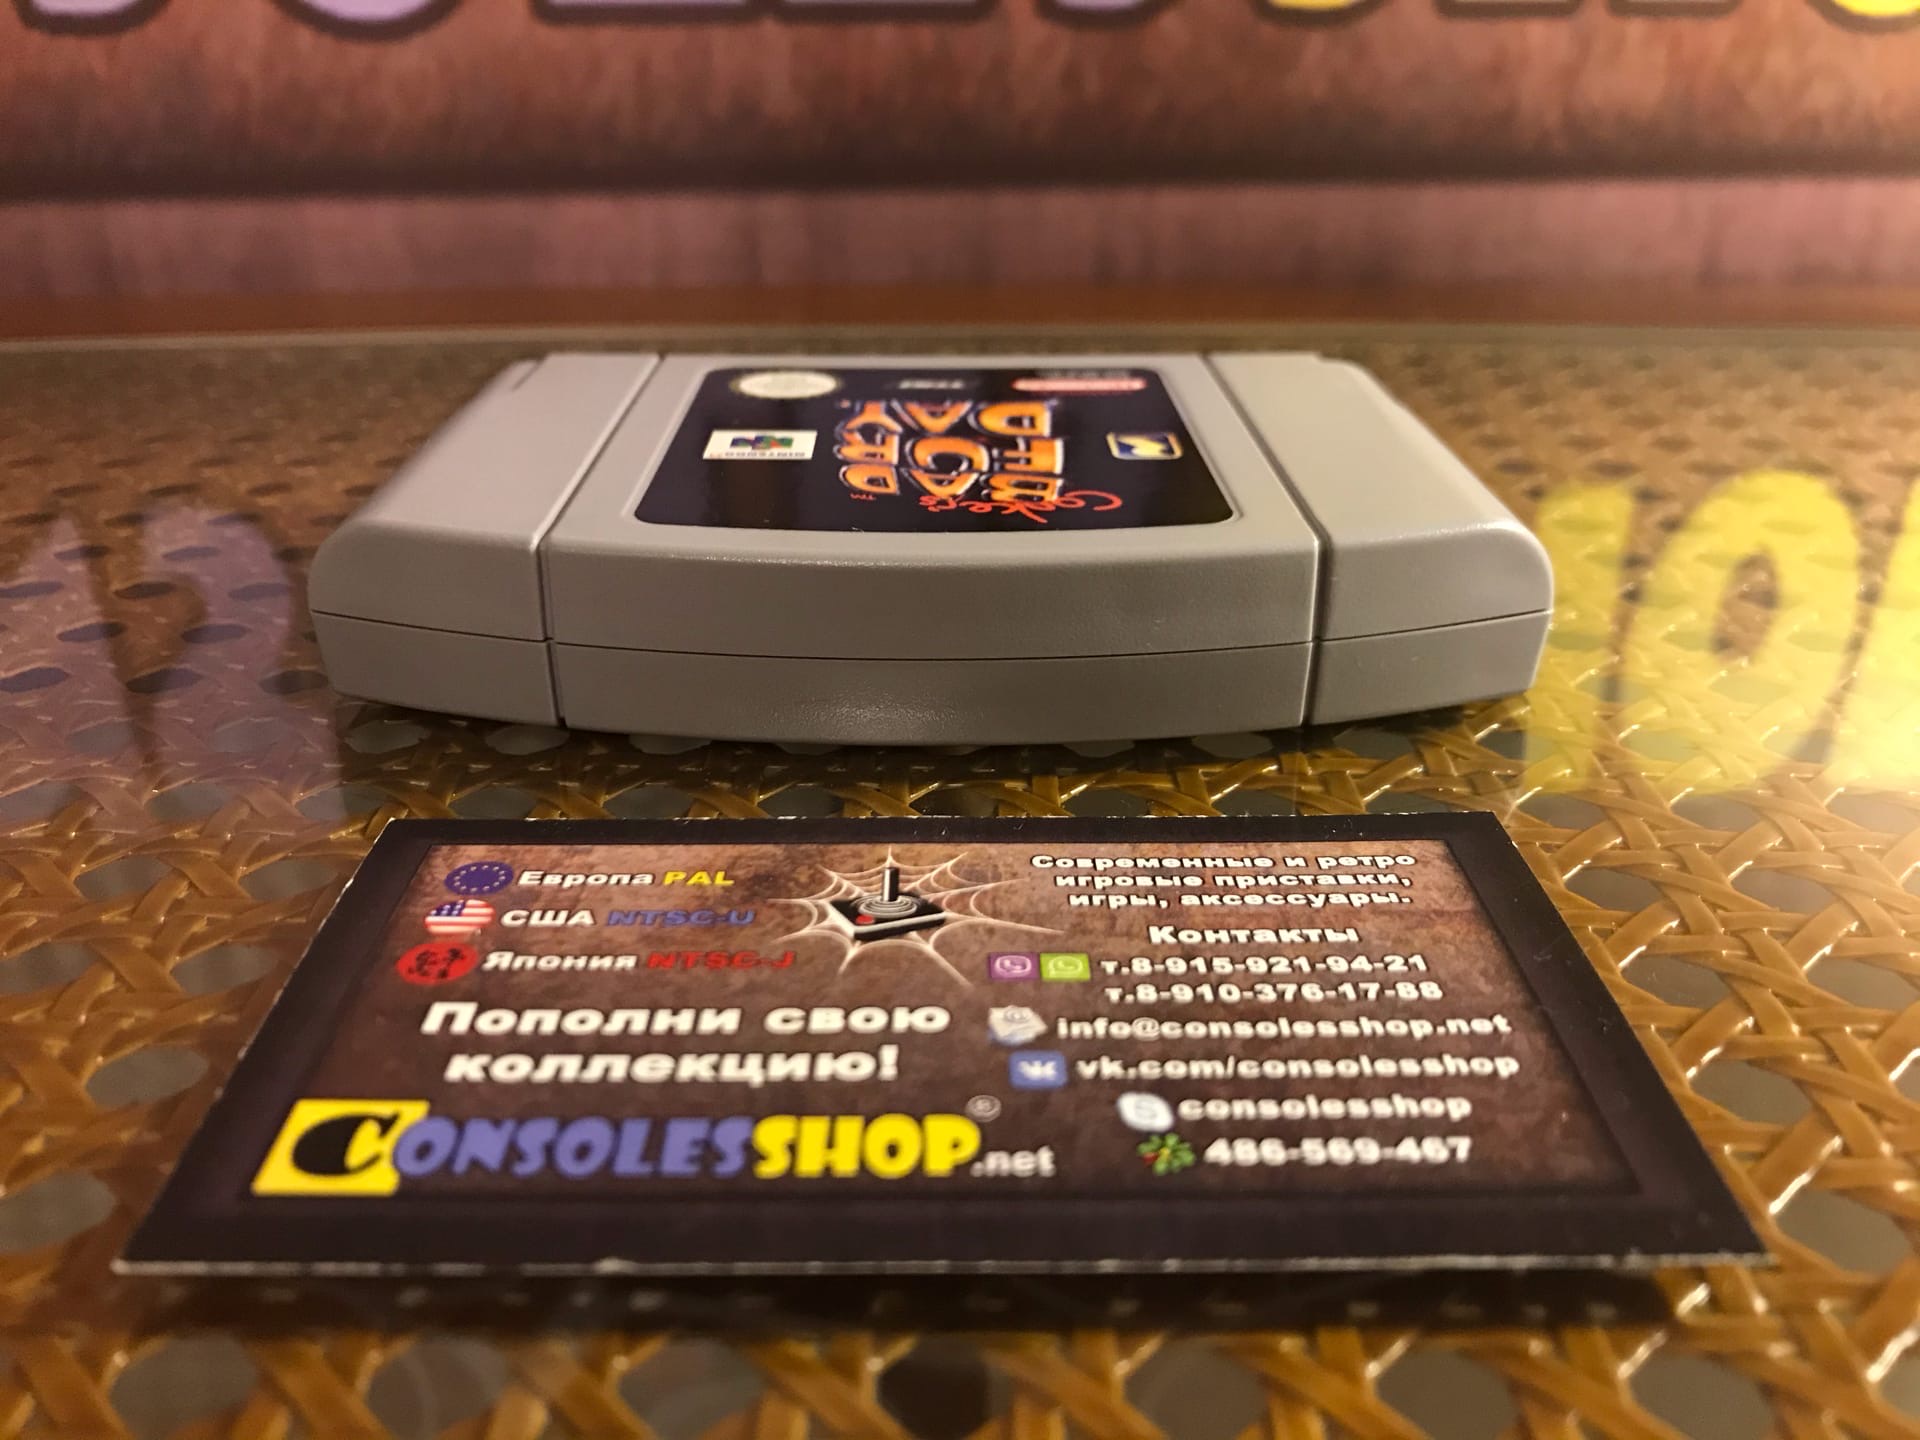 Европа PAL
США NTSC-U
Япония NTSC-J
Пополни свою
коллекцию!
CONSOLESSHOP.net
®
Современные и ретро
игровые приставки,
игры, аксессуары.
Контакты
т.8-915-921-94-21
т.8-910-376-17-88
info@consolesshop.net
vk.com/consolesshop
consolesshop
486-569-467